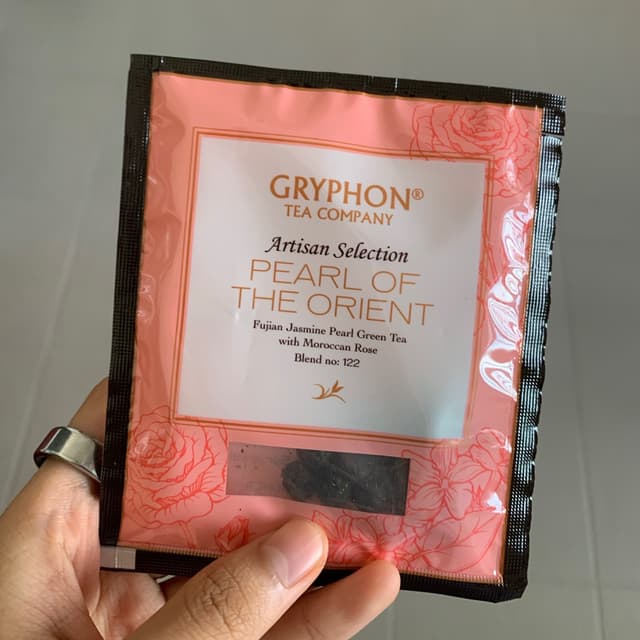 GRYPHON®
TEA COMPANY
Artisan Selection
PEARL OF
THE ORIENT
Fujian Jasmine Pearl Green Tea
with Moroccan Rose
Blend no: 122